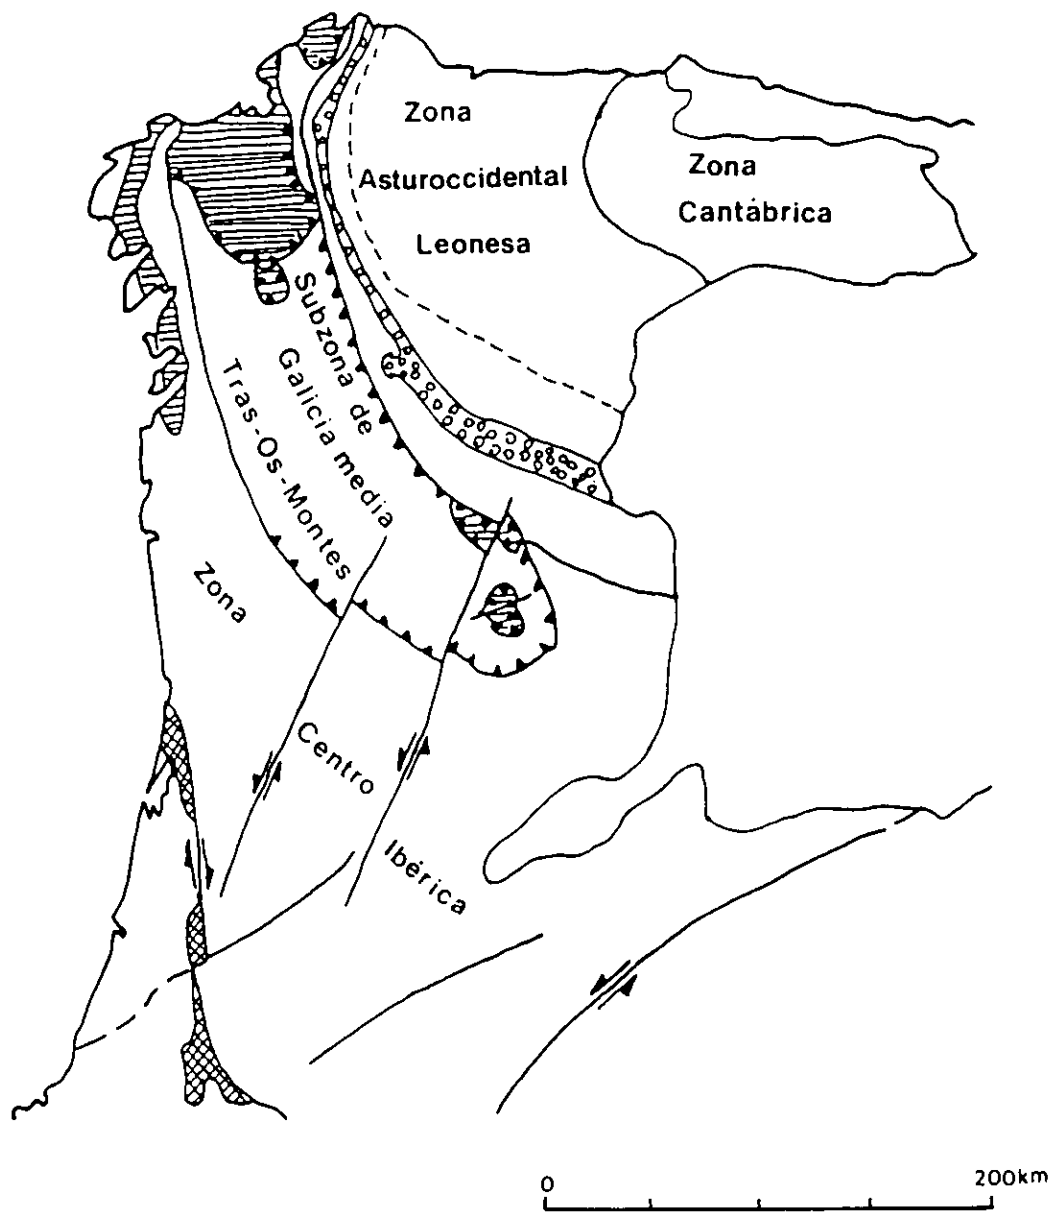 Zona
Asturoccidental
Leonesa
Zona
Cantábrica
Subzona de
Galicia media
Tras-Os-Montes
Zona
Centro
Ibérica
0
200km